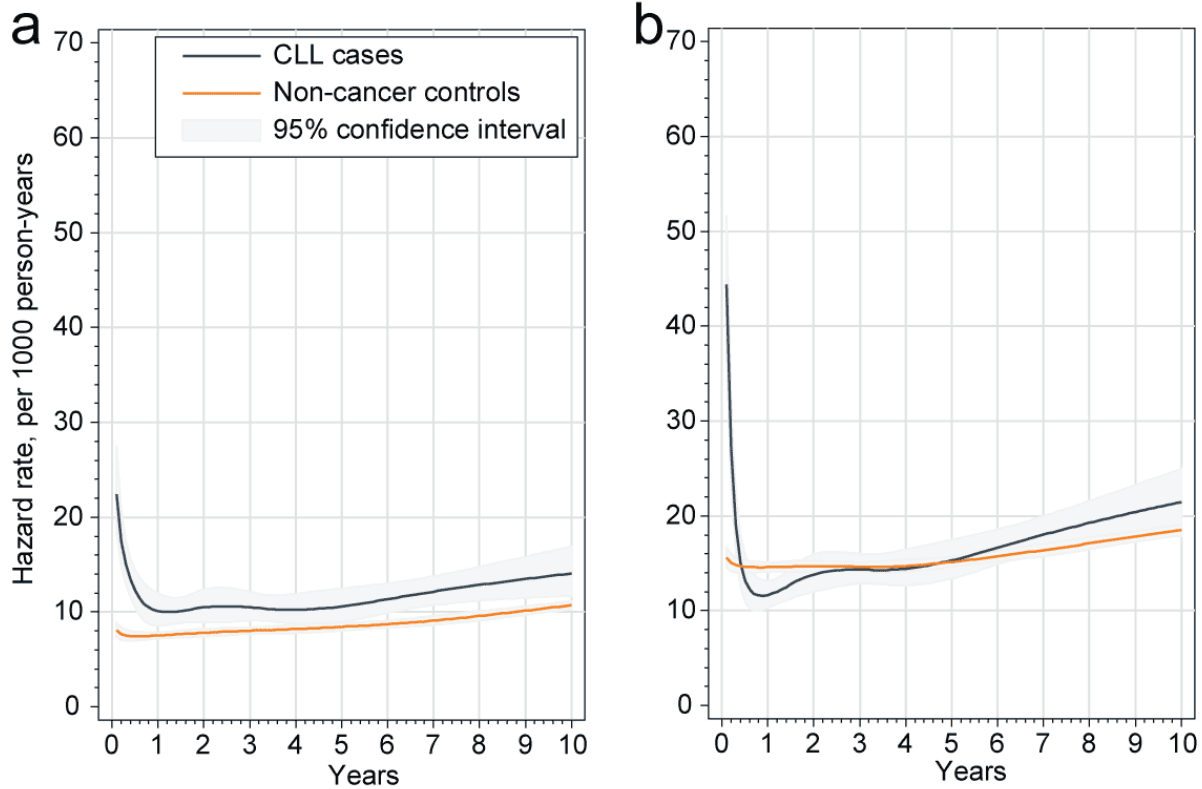 a
70
60
50
40
30
20
10
0
Hazard rate, per 1000 person-years
CLL cases
Non-cancer controls
95% confidence interval
0 1 2 3 4 5 6 7 8 9 10
Years
b
70
60
50
40
30
20
10
0
0 1 2 3 4 5 6 7 8 9 10
Years